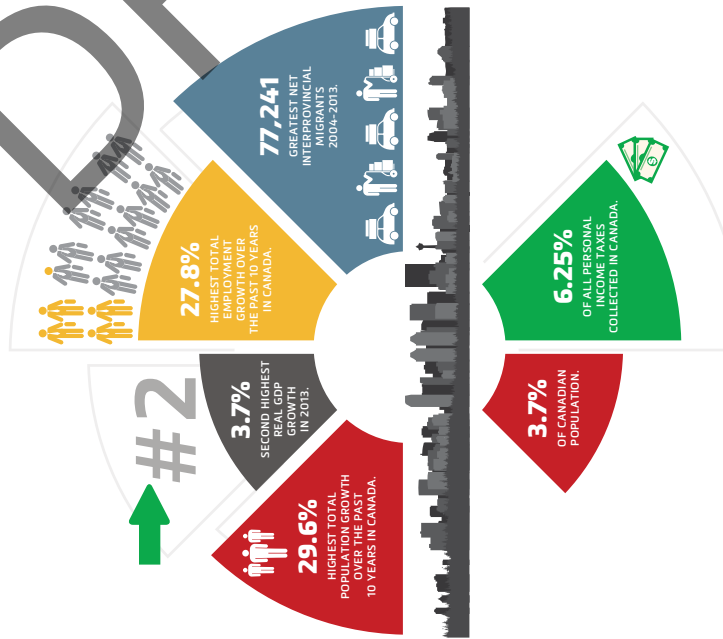 29.6%
HIGHEST TOTAL
POPULATION GROWTH
OVER THE PAST
10 YEARS IN CANADA.
#2
3.7%
SECOND HIGHEST
REAL GDP
GROWTH
IN 2013.
27.8%
HIGHEST TOTAL
EMPLOYMENT
GROWTH OVER
THE PAST 10 YEARS
IN CANADA.
77,241
GREATEST NET
INTERPROVINCIAL
MIGRANTS
2004-2013.
3.7%
OF CANADIAN
POPULATION.
6.25%
OF ALL PERSONAL
INCOME TAXES
COLLECTED IN CANADA.
$